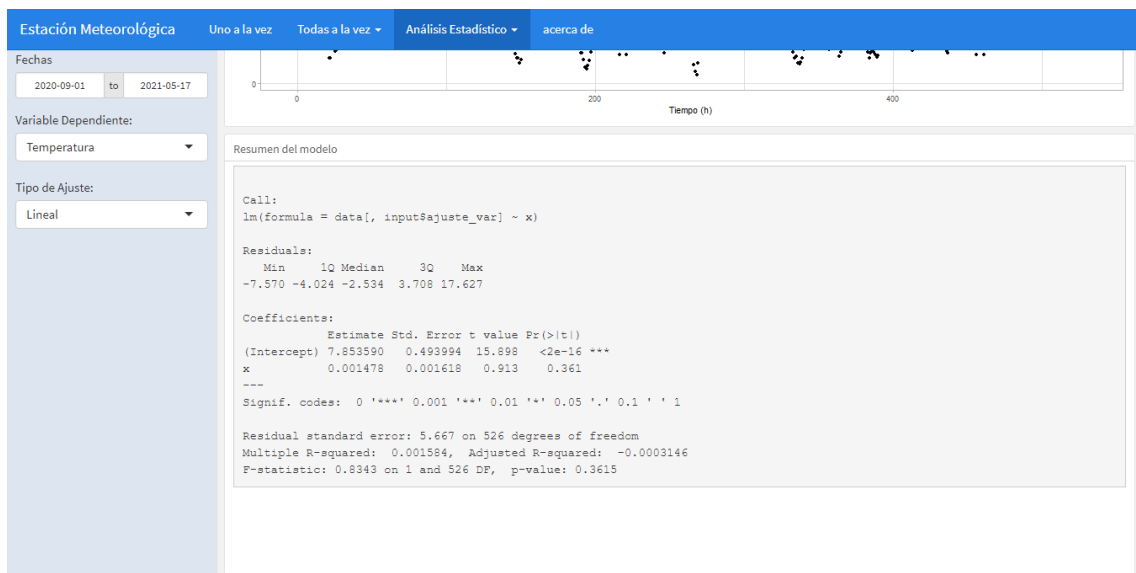 Estación Meteorológica Uno a la vez Todas a la vez Análisis Estadístico acerca de
Fechas
2020-09-01 to 2021-05-17
Variable Dependiente:
Temperatura
Tipo de Ajuste:
Lineal
0
0 200 400
Tiempo (h)
Resumen del modelo
Call:
lm(formula = data[, input$ajuste_var] ~ x)
Residuals:
Min 1Q Median 3Q Max
-7.570 -4.024 -2.534 3.708 17.627
Coefficients:
Estimate Std. Error t value Pr(>|t|)
(Intercept) 7.853590 0.493994 15.898 <2e-16 ***
x 0.001478 0.001618 0.913 0.361
---
Signif. codes: 0 '***' 0.001 '**' 0.01 '*' 0.05 '.' 0.1 ' ' 1
Residual standard error: 5.667 on 526 degrees of freedom
Multiple R-squared: 0.001584, Adjusted R-squared: -0.0003146
F-statistic: 0.8343 on 1 and 526 DF, p-value: 0.3615